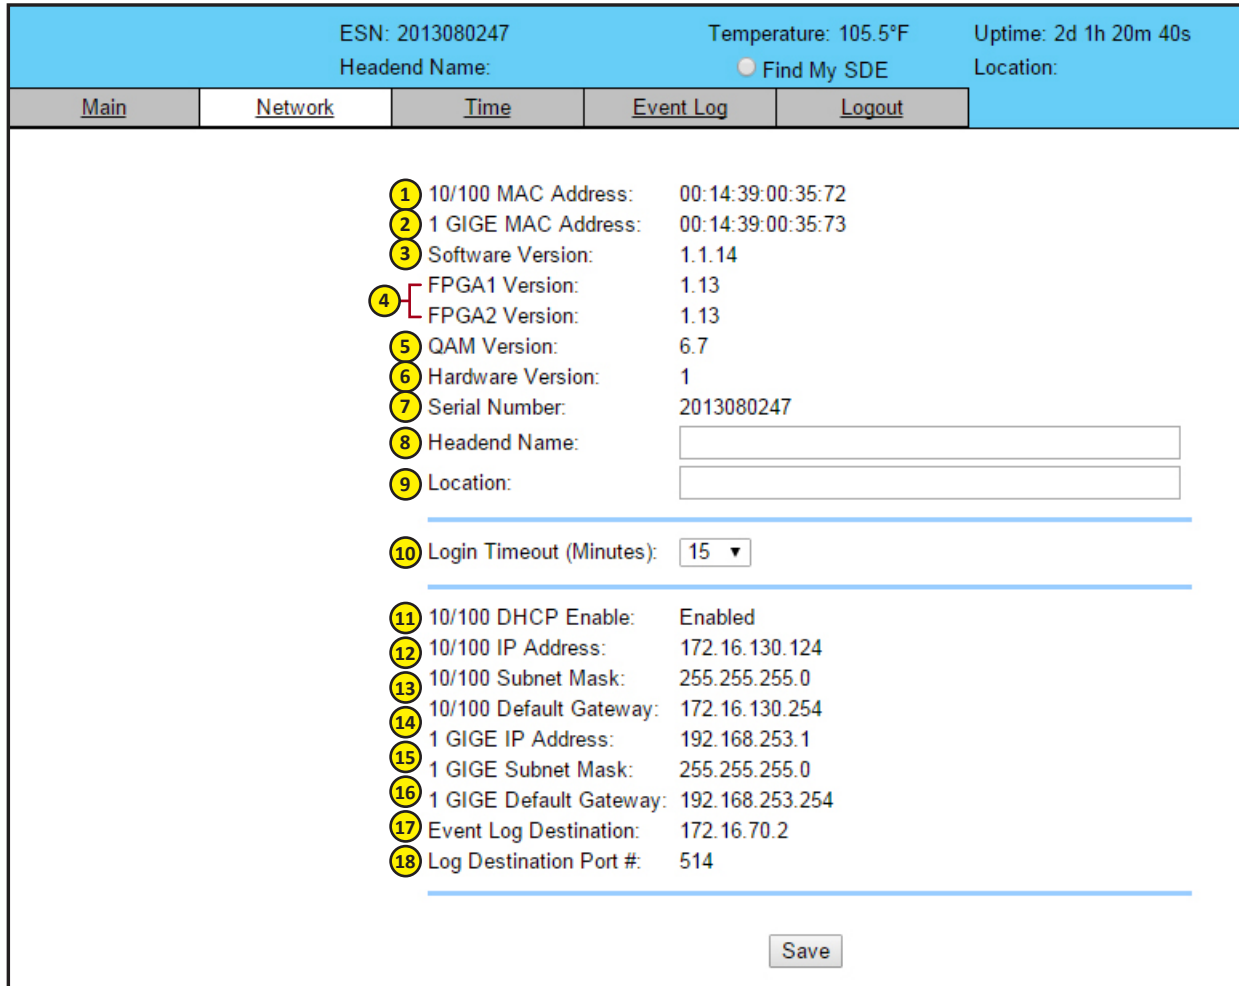 ESN: 2013080247 Temperature: 105.5°F Uptime: 2d 1h 20m 40s
Headend Name: Find My SDE Location:
Main Network Time Event Log Logout
1 10/100 MAC Address: 00:14:39:00:35:72
2 1 GIGE MAC Address: 00:14:39:00:35:73
3 Software Version: 1.1.14
4 FPGA1 Version: 1.13
FPGA2 Version: 1.13
5 QAM Version: 6.7
6 Hardware Version: 1
7 Serial Number: 2013080247
8 Headend Name:
9 Location:
10 Login Timeout (Minutes): 15
11 10/100 DHCP Enable: Enabled
12 10/100 IP Address: 172.16.130.124
13 10/100 Subnet Mask: 255.255.255.0
14 10/100 Default Gateway: 172.16.130.254
1 GIGE IP Address: 192.168.253.1
15 1 GIGE Subnet Mask: 255.255.255.0
16 1 GIGE Default Gateway: 192.168.253.254
17 Event Log Destination: 172.16.70.2
18 Log Destination Port #: 514
Save